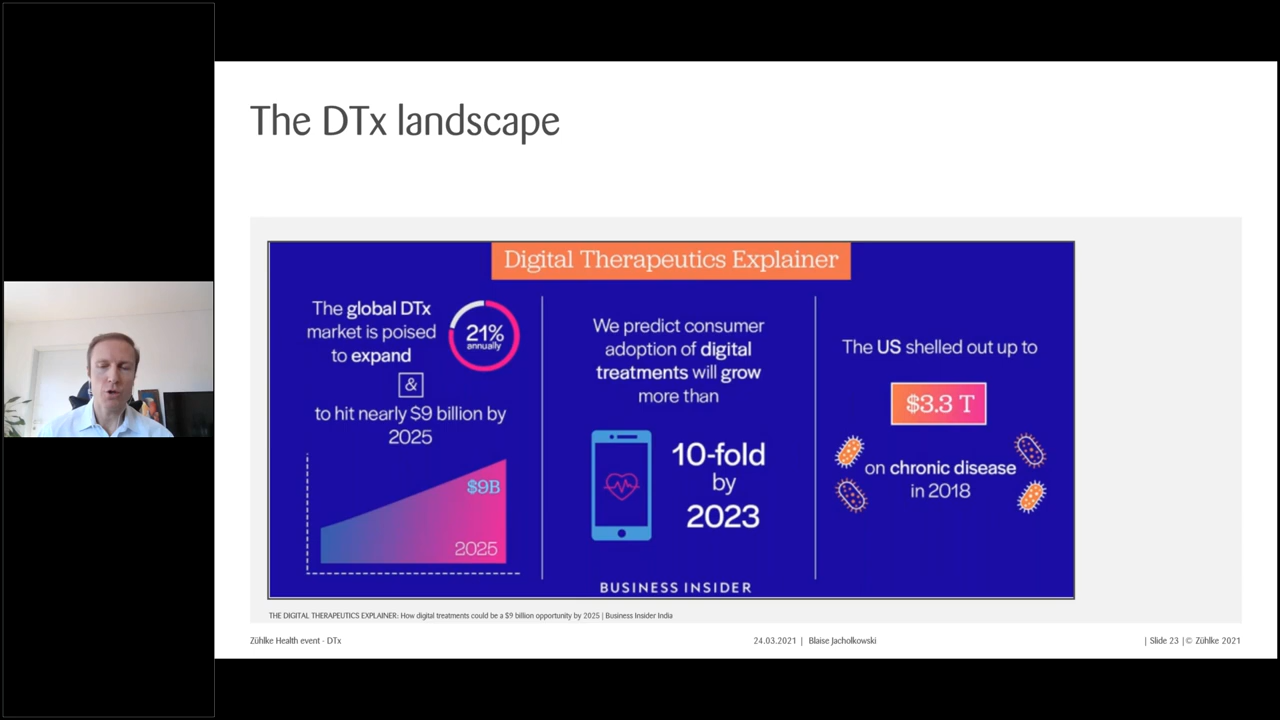 The DTx landscape
Digital Therapeutics Explainer
The global DTx
market is poised
to expand
21%
annually
&
to hit nearly $9 billion by
2025
$9B
2025
We predict consumer
adoption of digital
treatments will grow
more than
10-fold
by
2023
BUSINESS INSIDER
The US shelled out up to
$3.3 T
on chronic disease
in 2018
THE DIGITAL THERAPEUTICS EXPLAINER: How digital treatments could be a $9 billion opportunity by 2025 | Business Insider India
Zühlke Health event - DTx
24.03.2021 | Blaise Jacholkowski
| Slide 23 | © Zühlke 2021